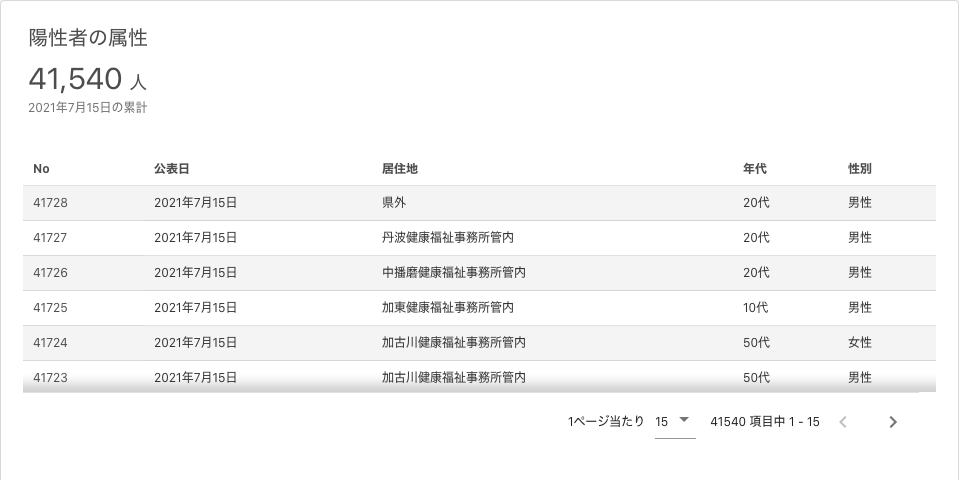 陽性者の属性
41,540 人
2021年7月15日の累計
No 公表日 居住地 年代 性別
41728 2021年7月15日 県外 20代 男性
41727 2021年7月15日 丹波健康福祉事務所管内 20代 男性
41726 2021年7月15日 中播磨健康福祉事務所管内 20代 男性
41725 2021年7月15日 加東健康福祉事務所管内 10代 男性
41724 2021年7月15日 加古川健康福祉事務所管内 50代 女性
41723 2021年7月15日 加古川健康福祉事務所管内 50代 男性
1ページ当たり 15 41540 項目中 1 - 15